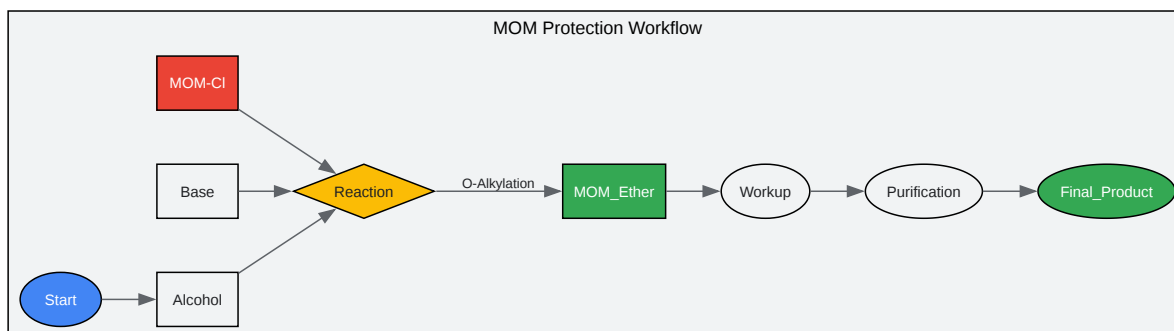 MOM Protection Workflow
MOM-Cl
Base
Reaction
O-Alkylation
MOM_Ether
Workup
Purification
Final_Product
Start
Alcohol